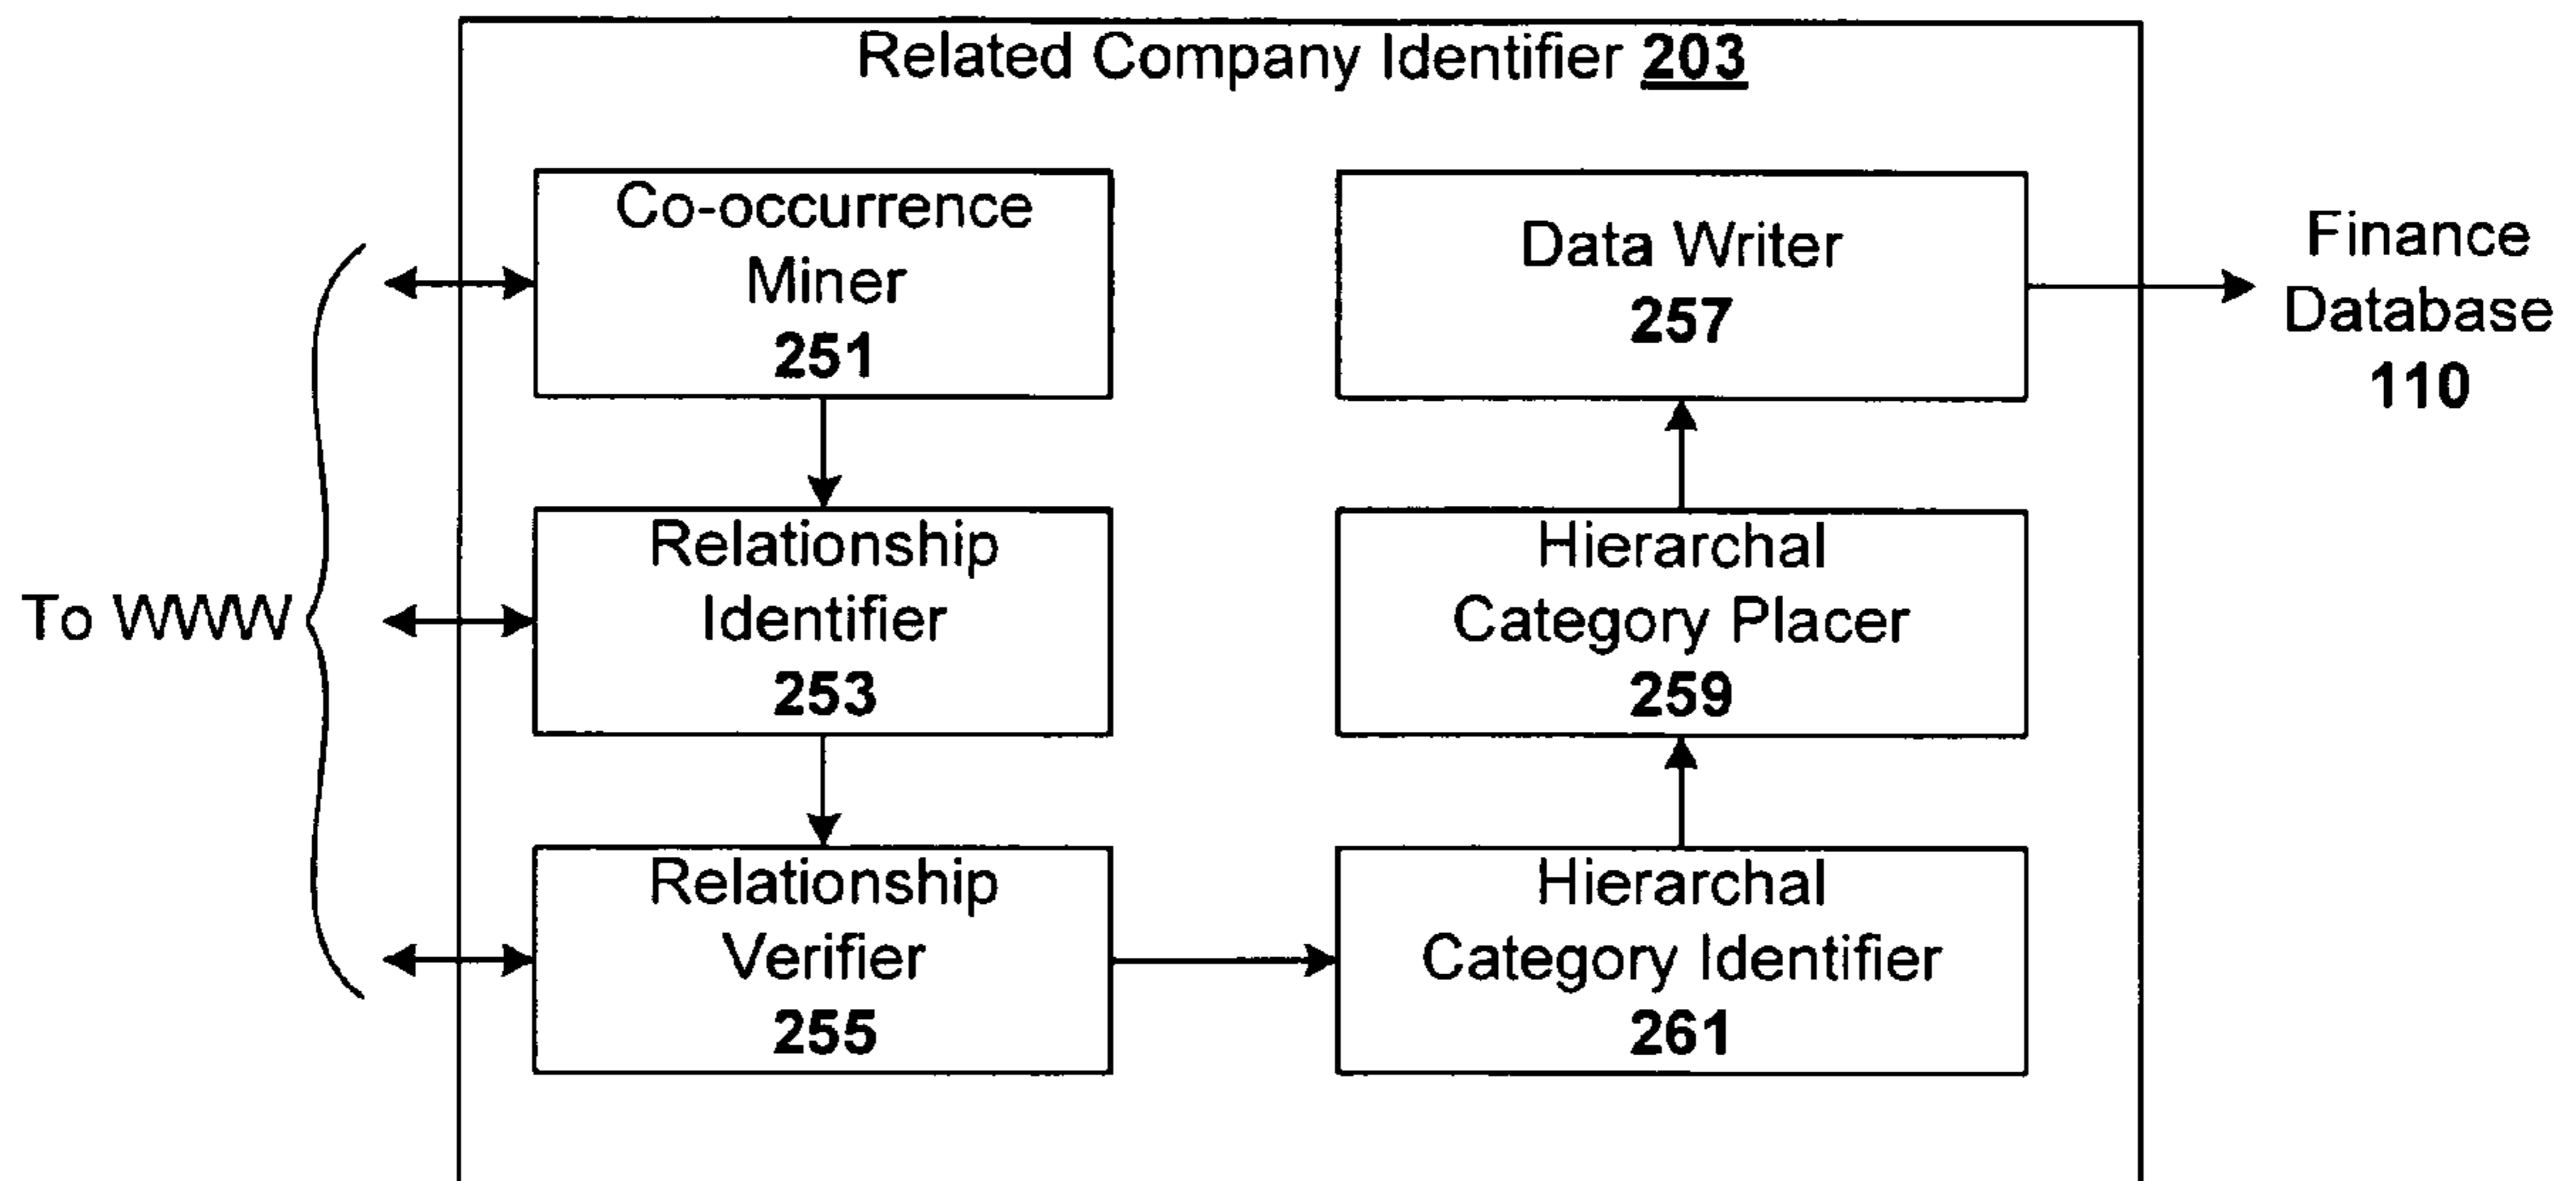 Related Company Identifier 203
To WWW
Co-occurrence
Miner
251
Relationship
Identifier
253
Relationship
Verifier
255
Data Writer
257
Hierarchal
Category Placer
259
Hierarchal
Category Identifier
261
Finance
Database
110